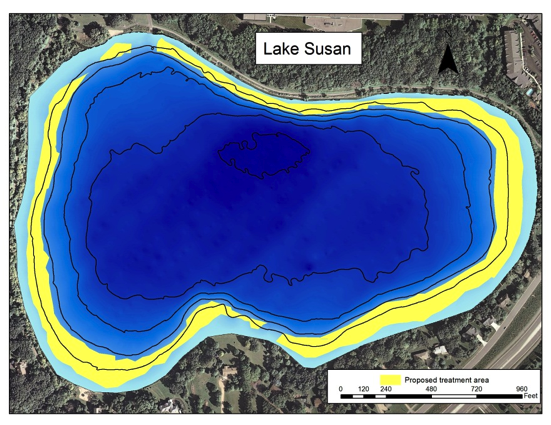 Lake Susan
Proposed treatment area
0 120 240 480 720 960
Feet